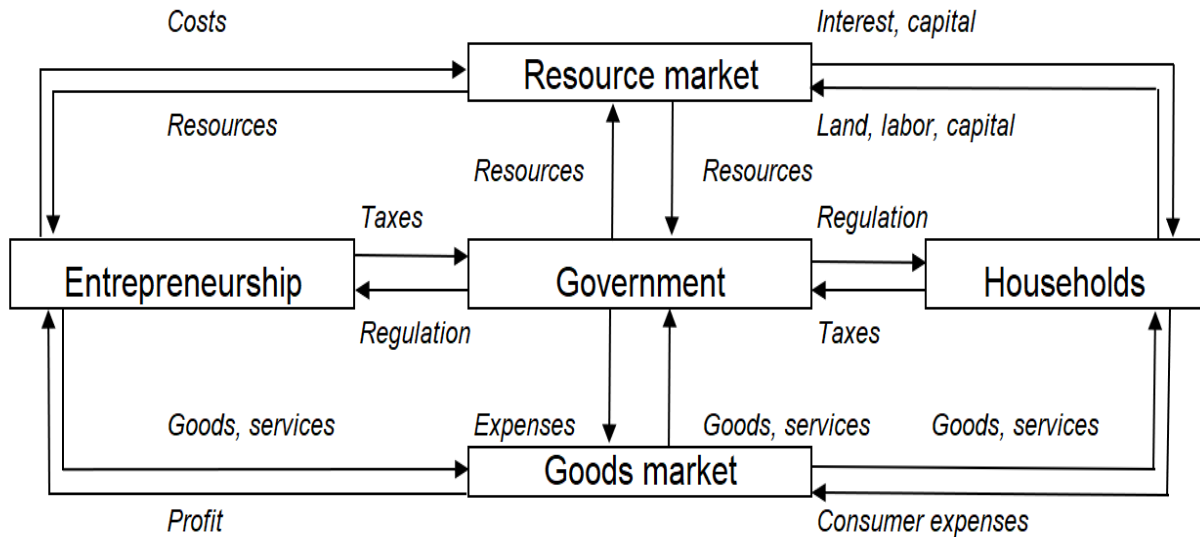 Costs
Interest, capital
Resource market
Resources
Land, labor, capital
Resources
Resources
Taxes
Regulation
Entrepreneurship
Government
Households
Regulation
Taxes
Goods, services
Expenses
Goods, services
Goods, services
Goods market
Profit
Consumer expenses